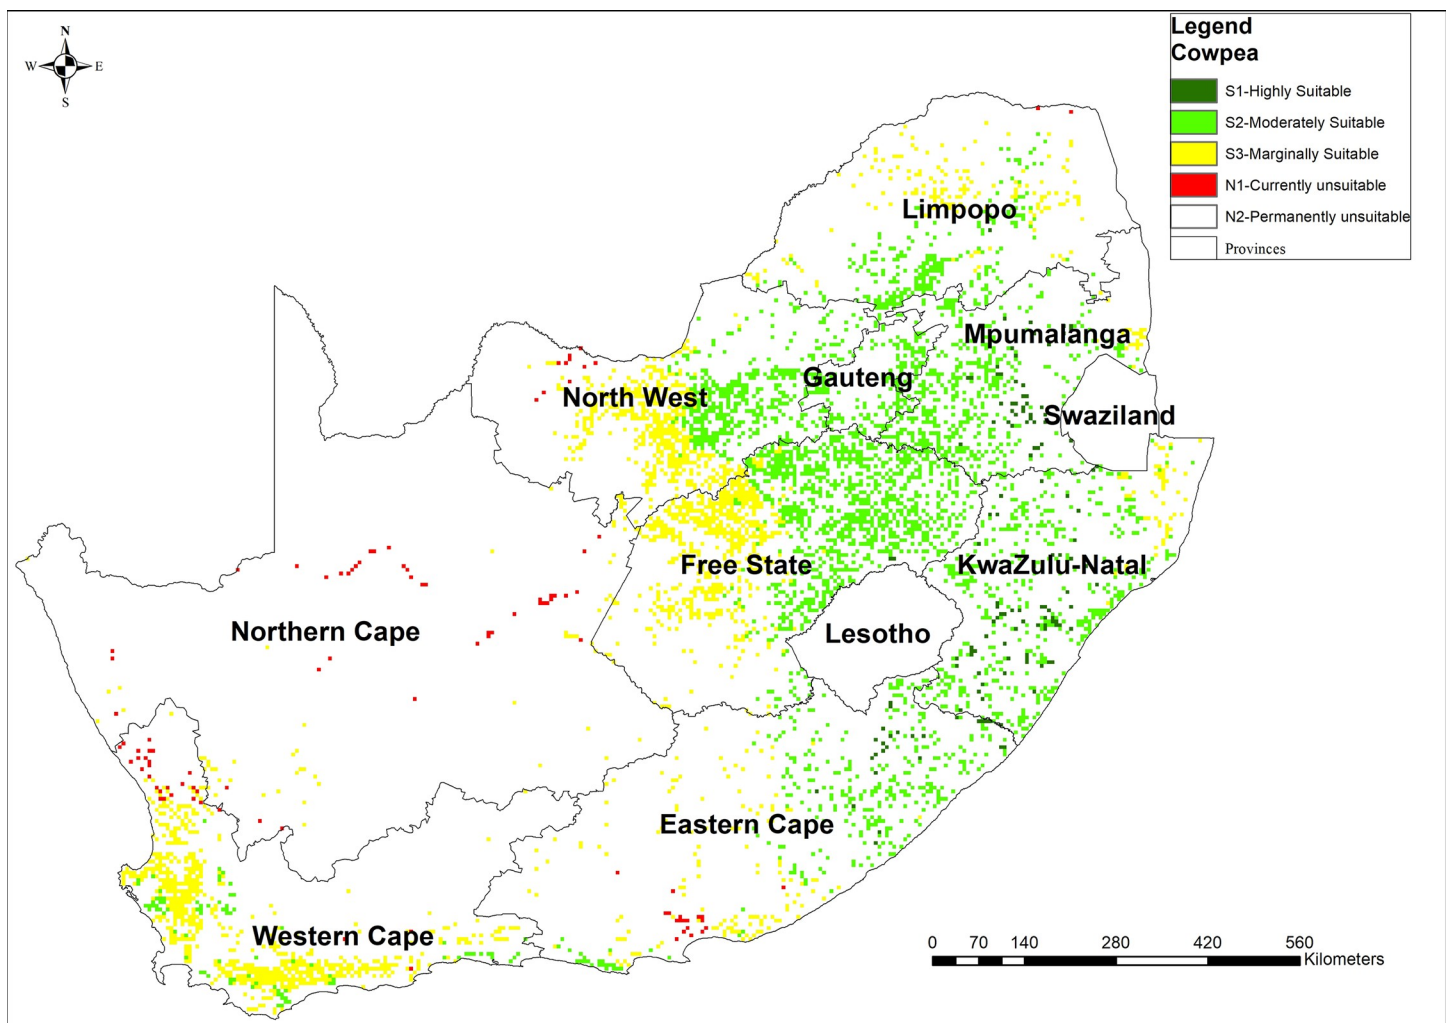 N
W E
S
Legend
Cowpea
S1-Highly Suitable
S2-Moderately Suitable
S3-Marginally Suitable
N1-Currently unsuitable
N2-Permanently unsuitable
Provinces
Limpopo
Mpumalanga
Gauteng
North West
Swaziland
Free State
KwaZulu-Natal
Northern Cape
Lesotho
Eastern Cape
Western Cape
0 70 140 280 420 560
Kilometers